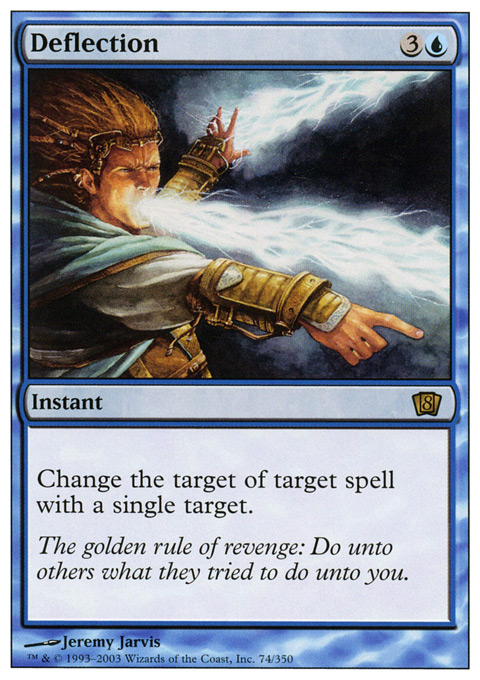 Deflection 3
Instant 8
Change the target of target spell
with a single target.
The golden rule of revenge: Do unto
others what they tried to do unto you.
Jeremy Jarvis
™ & © 1993–2003 Wizards of the Coast, Inc. 74/350